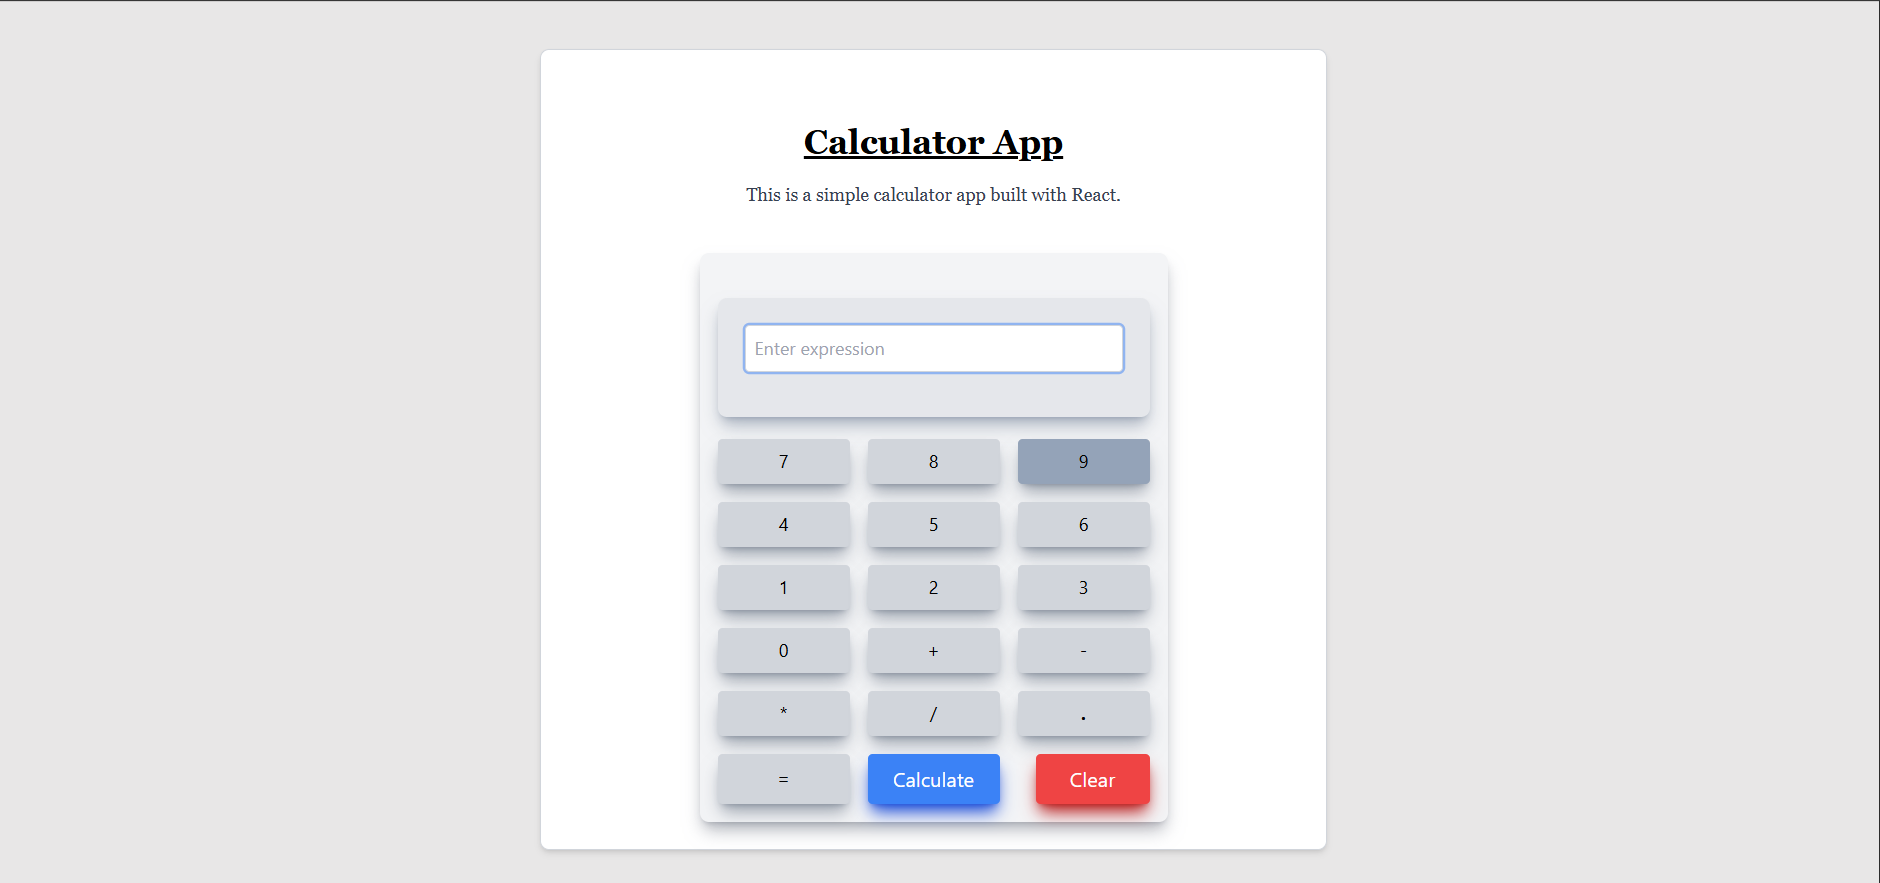 Calculator App
This is a simple calculator app built with React.
Enter expression
7 8 9
4 5 6
1 2 3
0 + -
* / .
= Calculate Clear